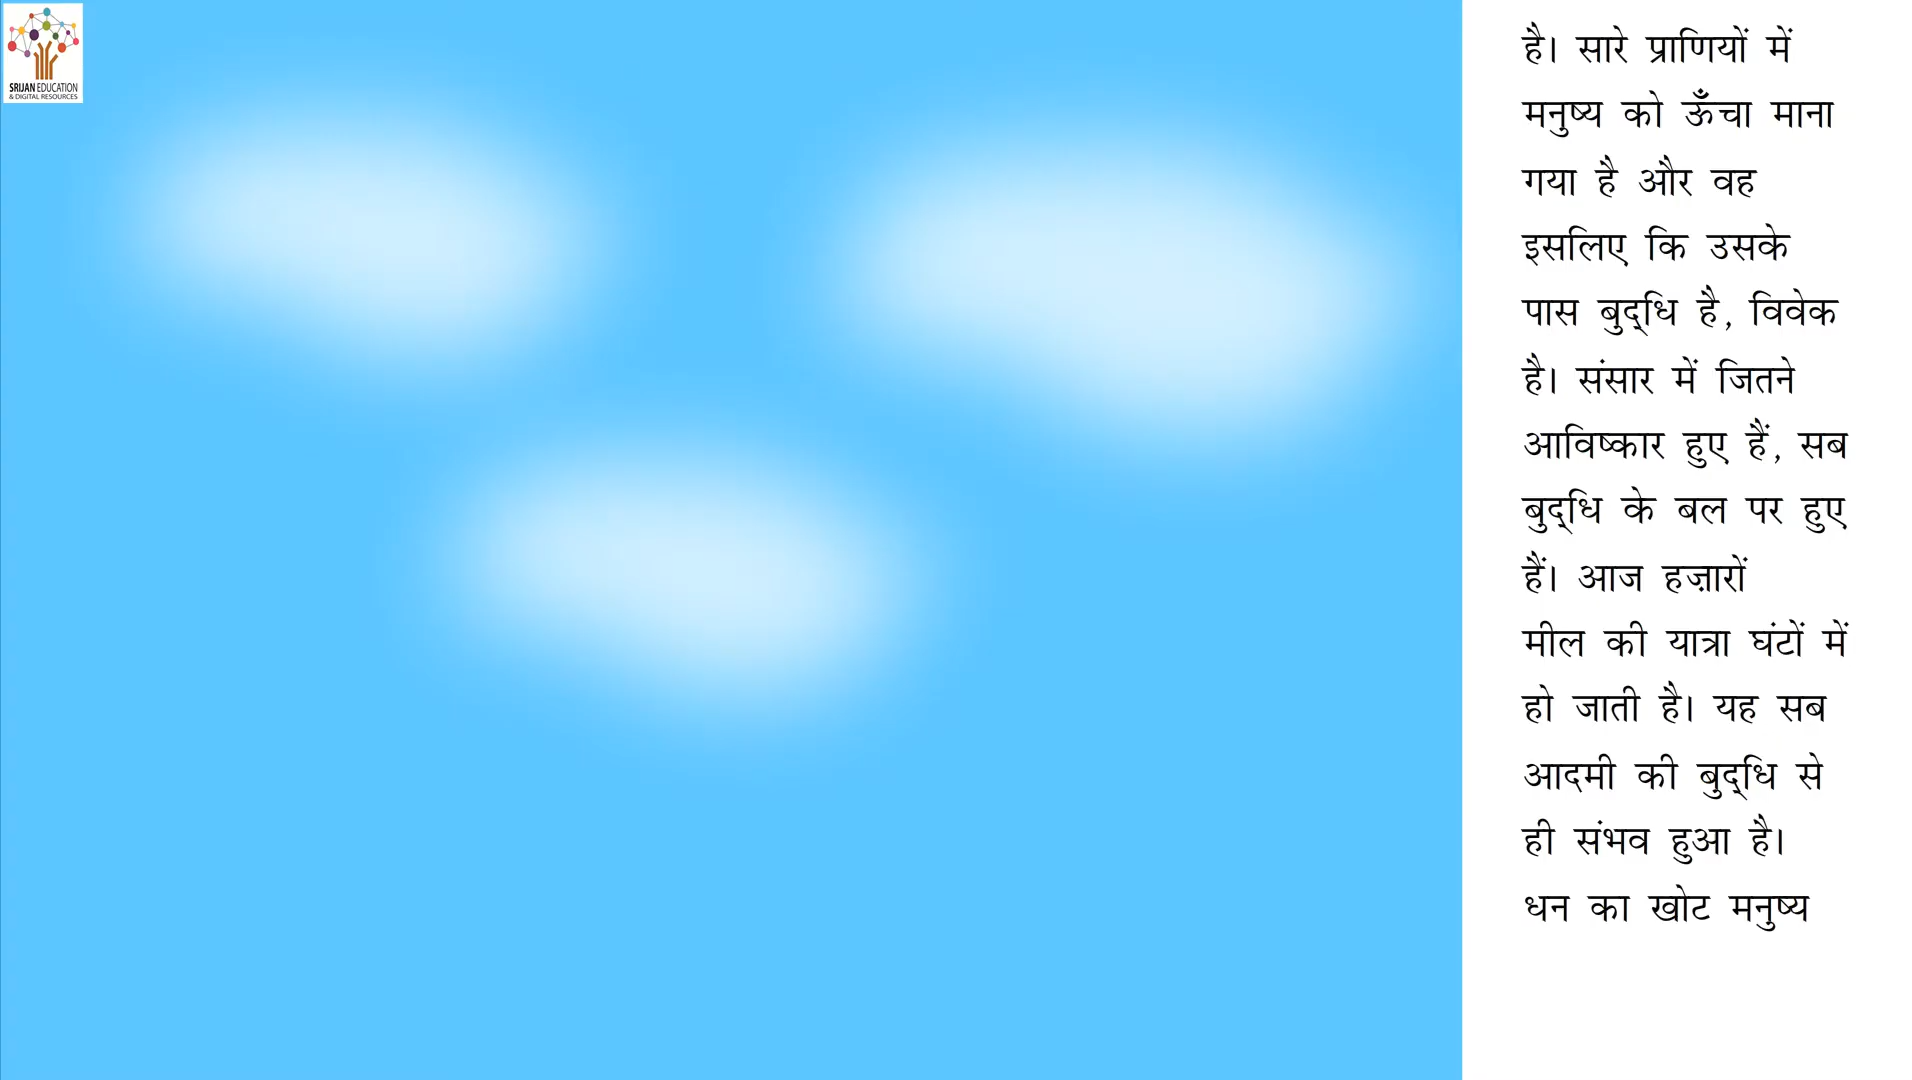 SRIJAN EDUCATION
& DIGITAL RESOURCES
है। सारे प्राणियों में
मनुष्य को ऊँचा माना
गया है और वह
इसलिए कि उसके
पास बुद्‌धि है, विवेक
है। संसार में जितने
आविष्कार हुए हैं, सब
बुद्‌धि के बल पर हुए
हैं। आज हज़ारों
मील की यात्रा घंटों में
हो जाती है। यह सब
आदमी की बुद्‌धि से
ही संभव हुआ है।
धन का खोट मनुष्य